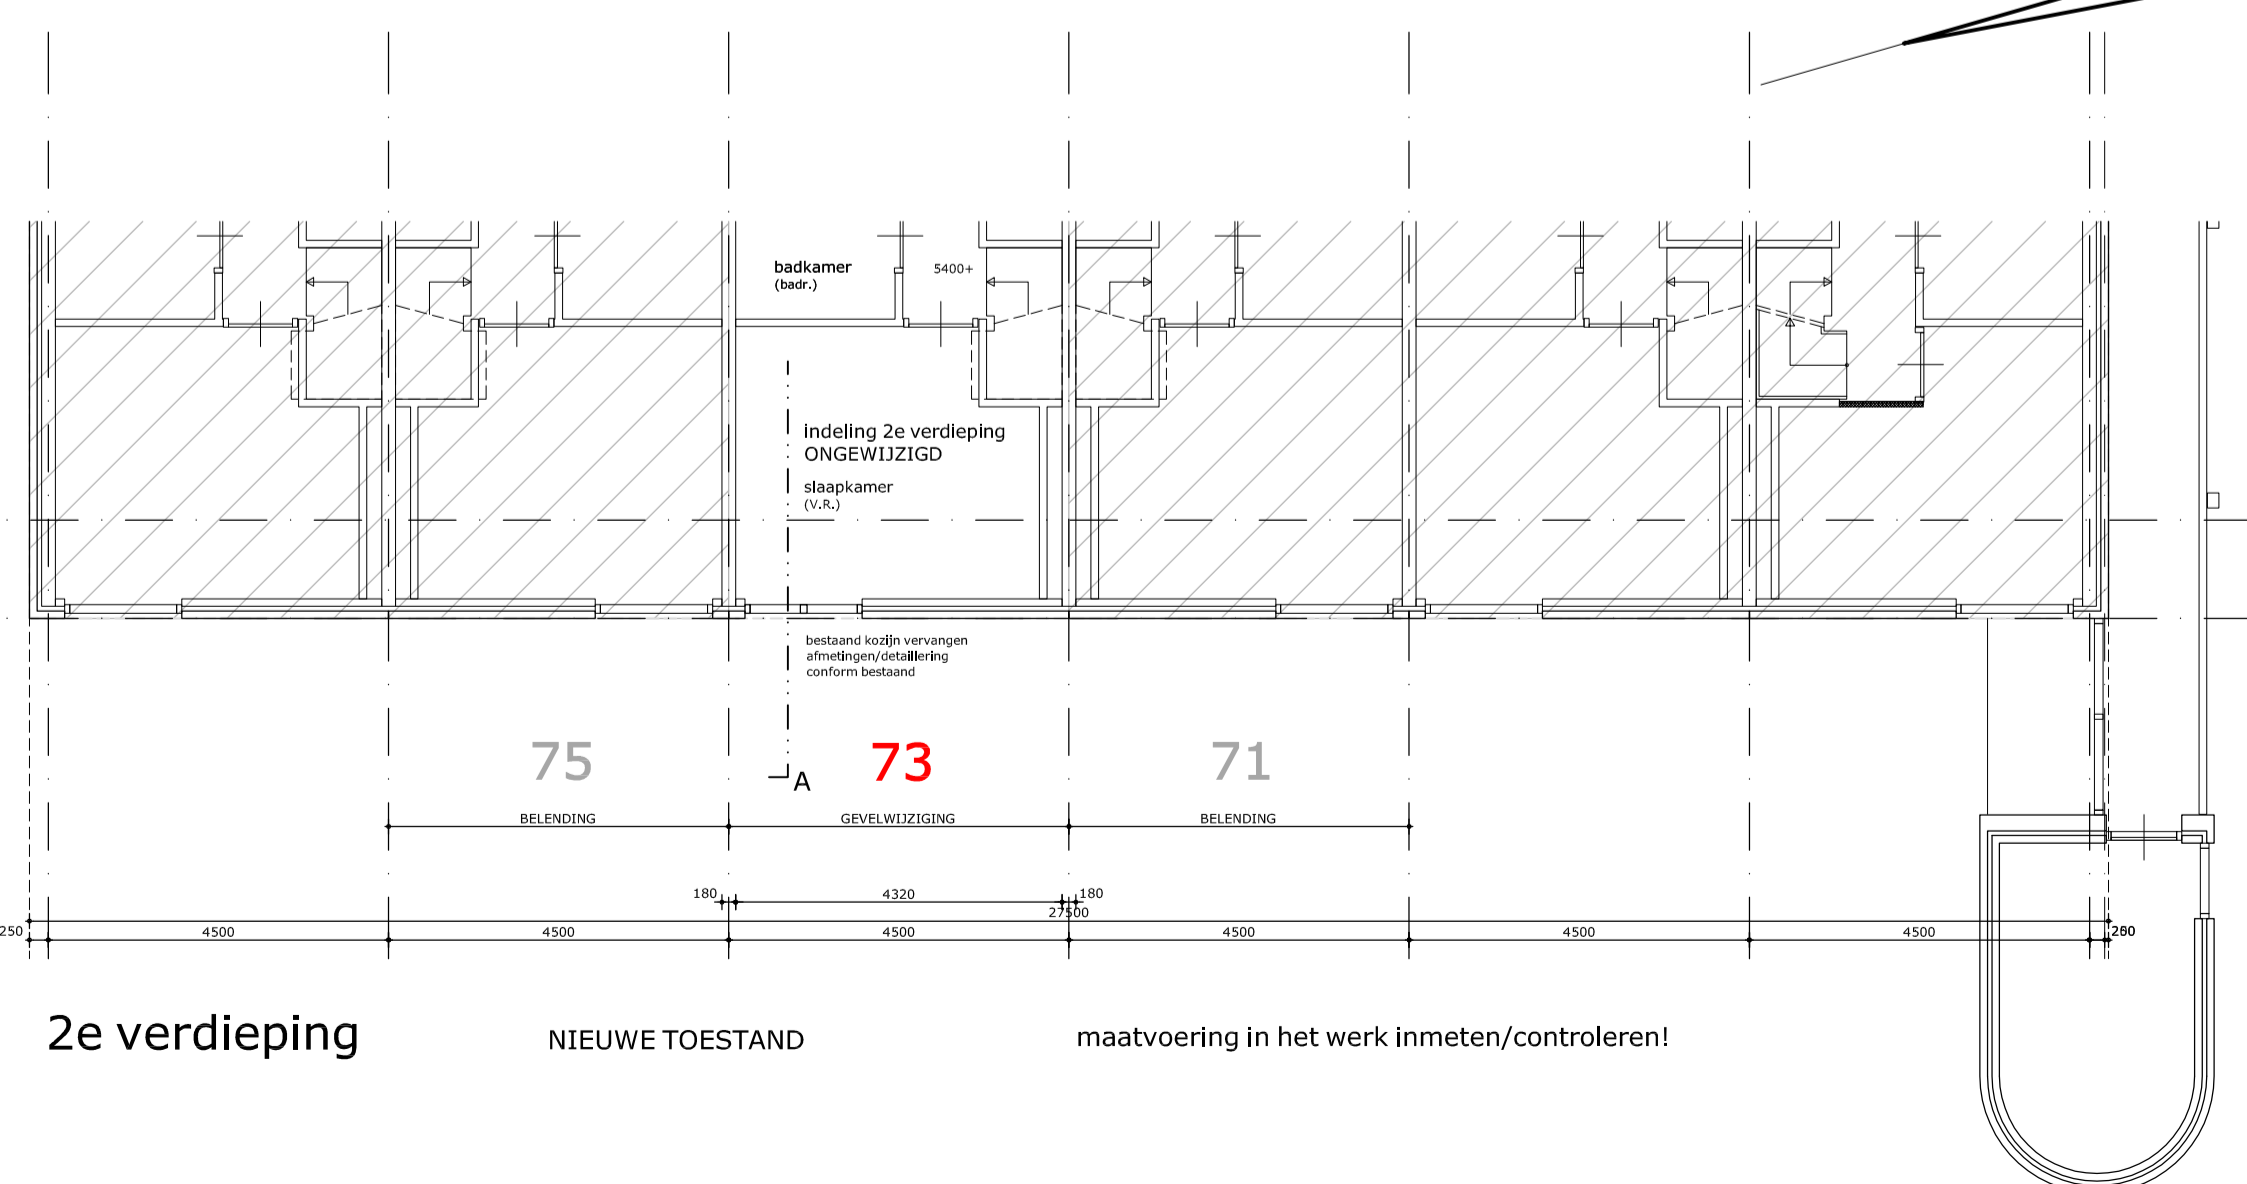 badkamer
(badr.)
5400+
indeling 2e verdieping
ONGEWIJZIGD
slaapkamer
(V.R.)
bestaand kozijn vervangen
afmetingen/detaillering
conform bestaand
75
73
71
A
BELENDING
GEVELWIJZIGING
BELENDING
180
4320
180
27500
250
4500
4500
4500
4500
4500
4500
2e verdieping
NIEUWE TOESTAND
maatvoering in het werk inmeten/controleren!